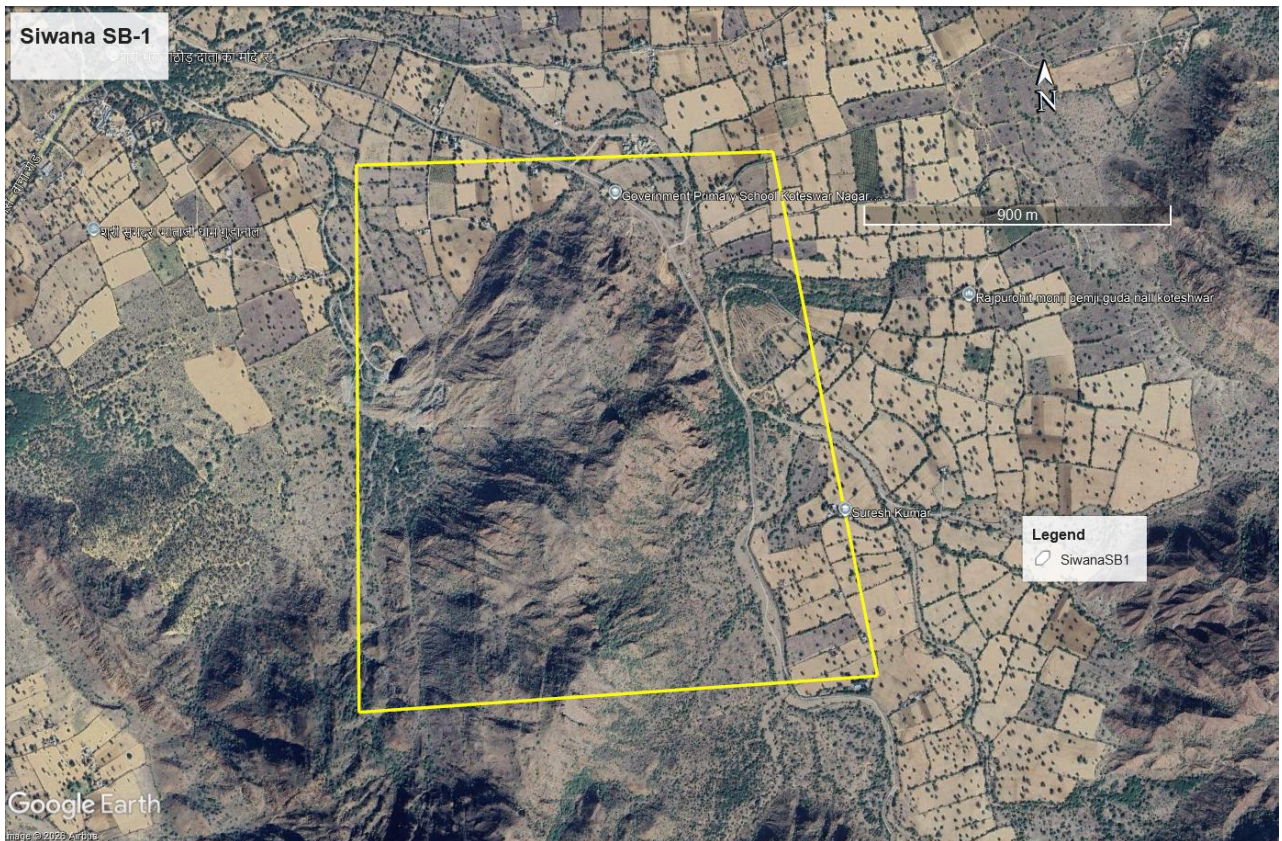 Siwana SB-1
N
Government Primary School Koteswar Nagar...
900 m
Rajpurohit monji pemji guda nall koteshwar
Suresh Kumar
Legend
SiwanaSB1
Google Earth
Image © 2026 Airbus